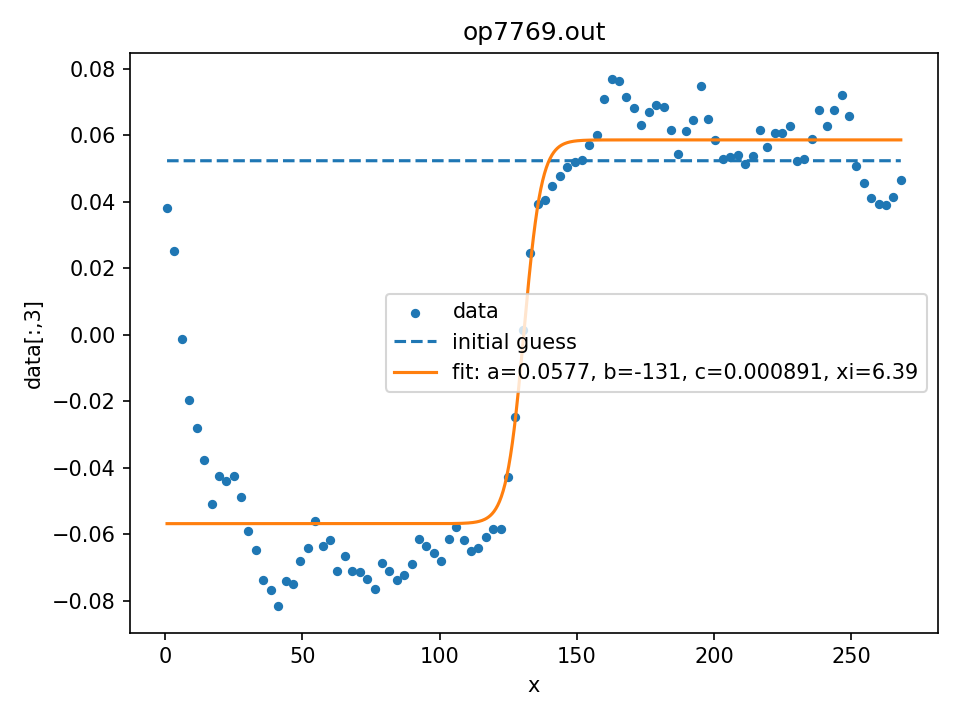 op7769.out
0.08
0.06
0.04
0.02
0.00
−0.02
−0.04
−0.06
−0.08
data[:,3]
data
initial guess
fit: a=0.0577, b=-131, c=0.000891, xi=6.39
0 50 100 150 200 250
x